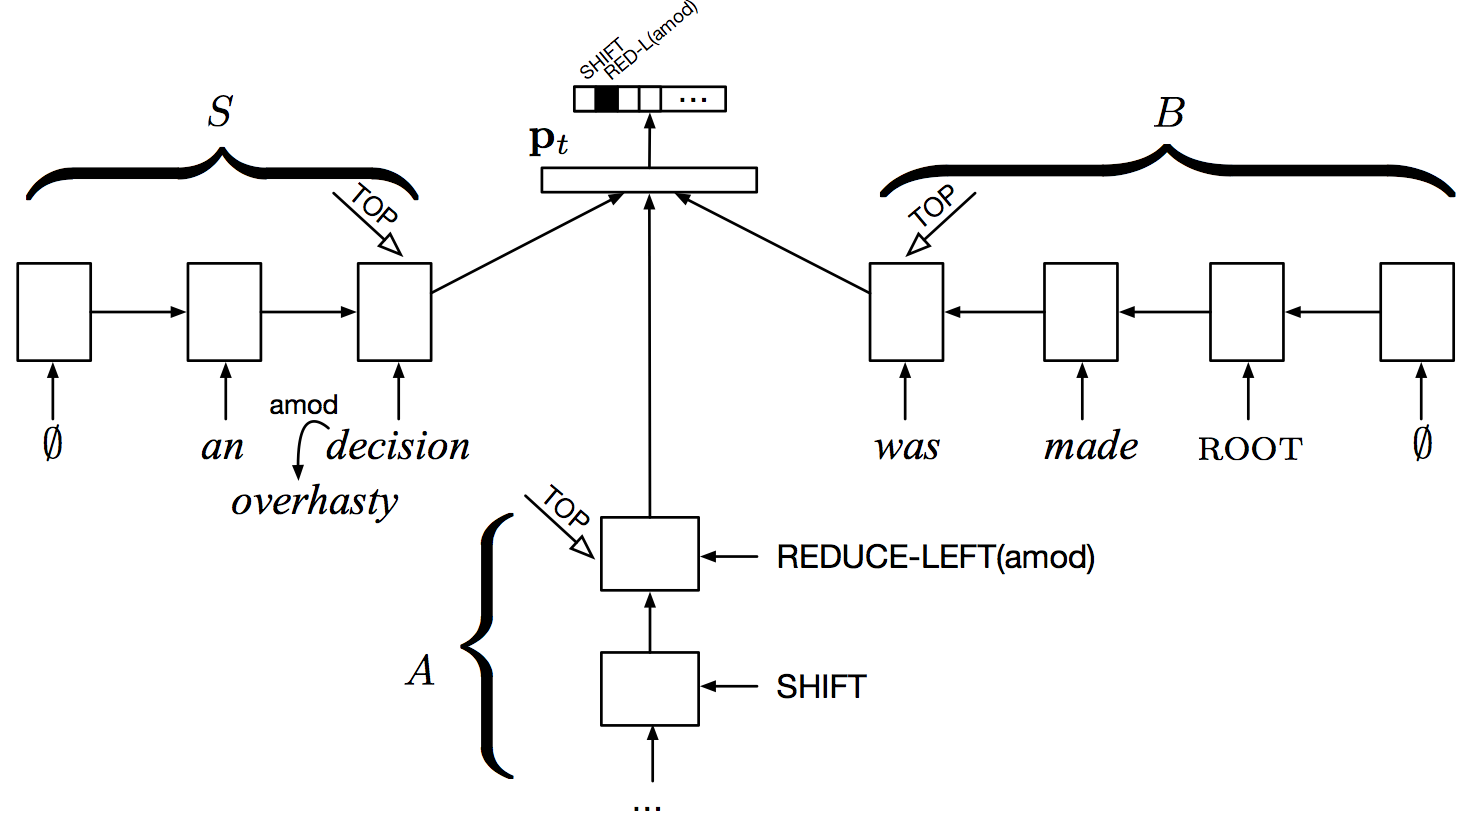 SHIFT
RED-L(amod)
...
S
p_t
B
TOP
TOP
amod
∅
an
decision
was
made
ROOT
∅
overhasty
TOP
REDUCE-LEFT(amod)
A
SHIFT
...